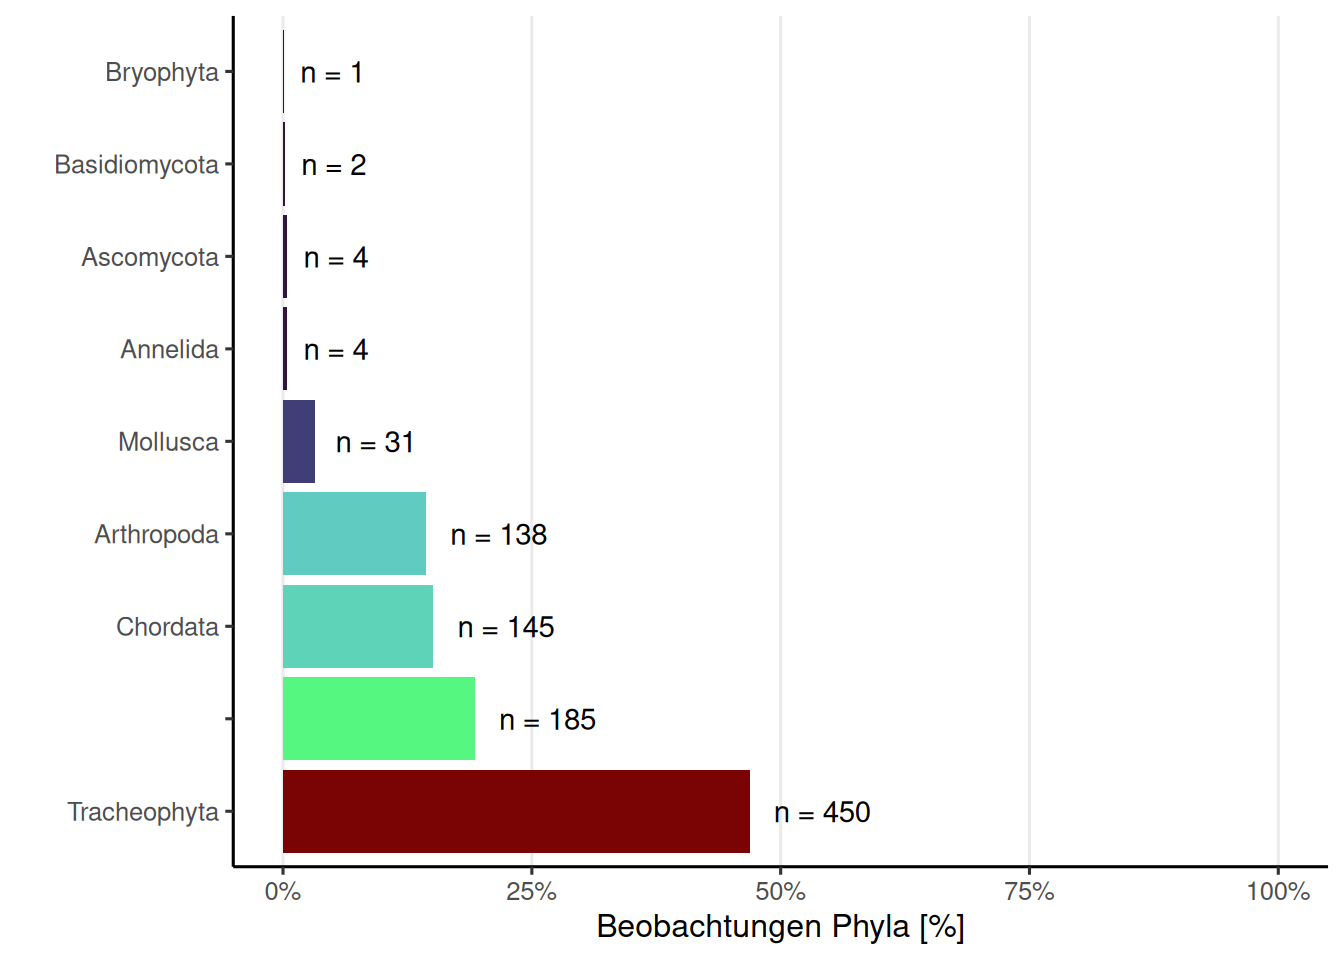 Bryophyta n = 1
Basidiomycota n = 2
Ascomycota n = 4
Annelida n = 4
Mollusca n = 31
Arthropoda n = 138
Chordata n = 145
n = 185
Tracheophyta n = 450
0% 25% 50% 75% 100%
Beobachtungen Phyla [%]